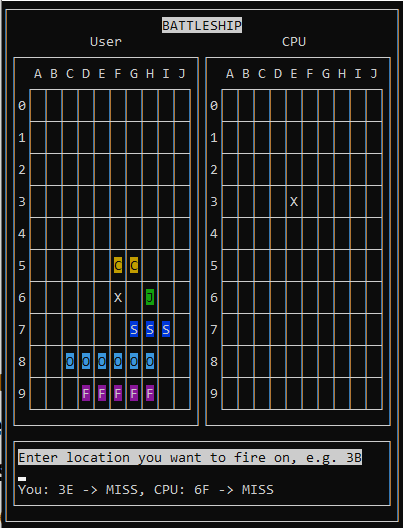 BATTLESHIP
User CPU
A B C D E F G H I J A B C D E F G H I J
0 0
1 1
2 2
3 3 X
4 4
5 C C 5
6 X J 6
7 S S S 7
8 O O O O O O 8
9 F F F F F 9
Enter location you want to fire on, e.g. 3B
You: 3E -> MISS, CPU: 6F -> MISS